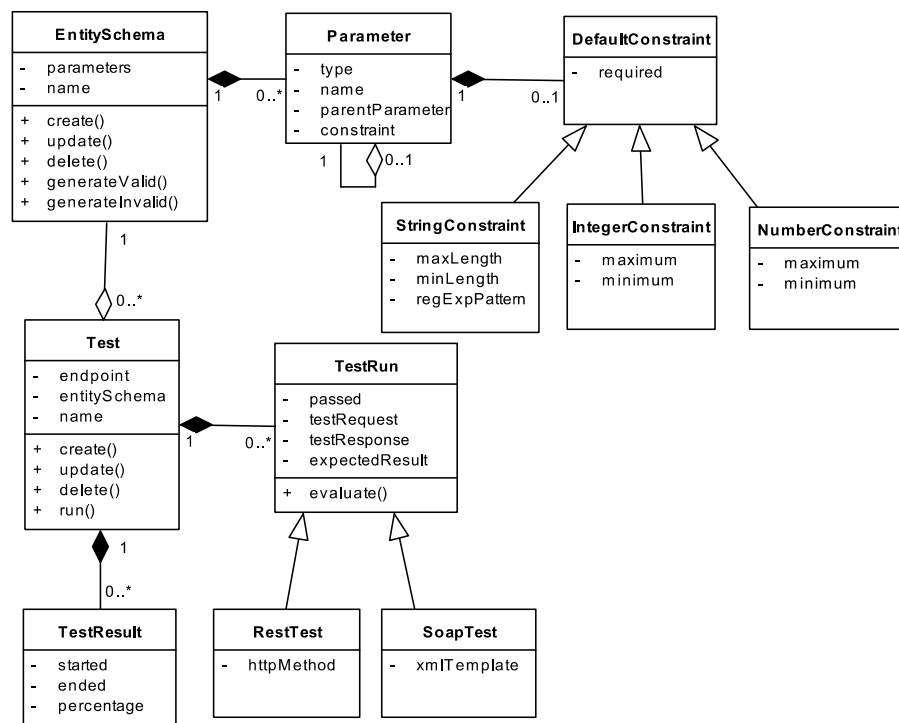 EntitySchema
- parameters
- name
+ create()
+ update()
+ delete()
+ generateValid()
+ generateInvalid()
1
0..*
Parameter
- type
- name
- parentParameter
- constraint
1
0..1
1
0..1
DefaultConstraint
- required
StringConstraint
- maxLength
- minLength
- regExpPattern
IntegerConstraint
- maximum
- minimum
NumberConstraint
- maximum
- minimum
1
0..*
Test
- endpoint
- entitySchema
- name
+ create()
+ update()
+ delete()
+ run()
1
0..*
TestRun
- passed
- testRequest
- testResponse
- expectedResult
+ evaluate()
1
0..*
TestResult
- started
- ended
- percentage
RestTest
- httpMethod
SoapTest
- xmlTemplate